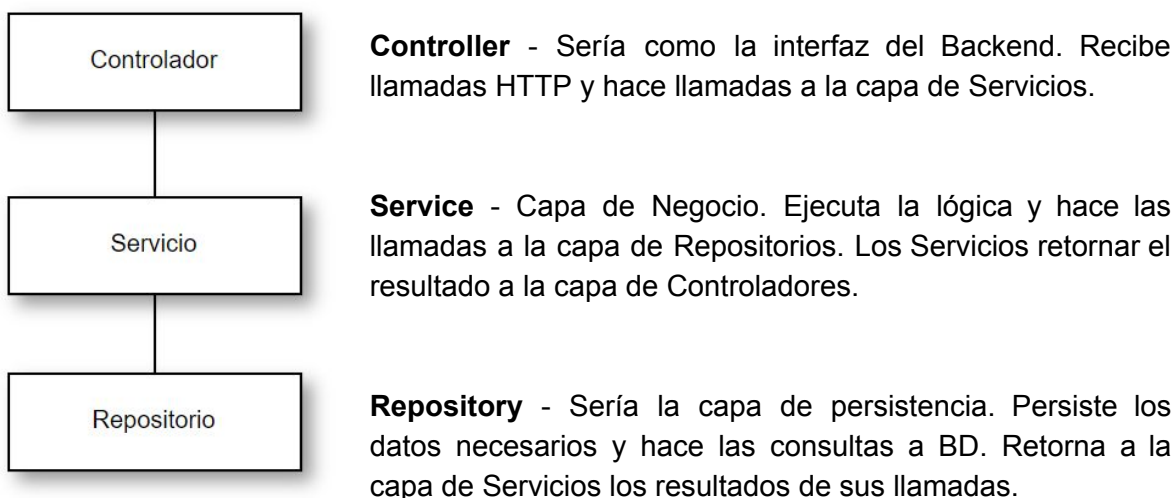 Controlador
Controller - Sería como la interfaz del Backend. Recibe
llamadas HTTP y hace llamadas a la capa de Servicios.
Servicio
Service - Capa de Negocio. Ejecuta la lógica y hace las
llamadas a la capa de Repositorios. Los Servicios retornar el
resultado a la capa de Controladores.
Repositorio
Repository - Sería la capa de persistencia. Persiste los
datos necesarios y hace las consultas a BD. Retorna a la
capa de Servicios los resultados de sus llamadas.